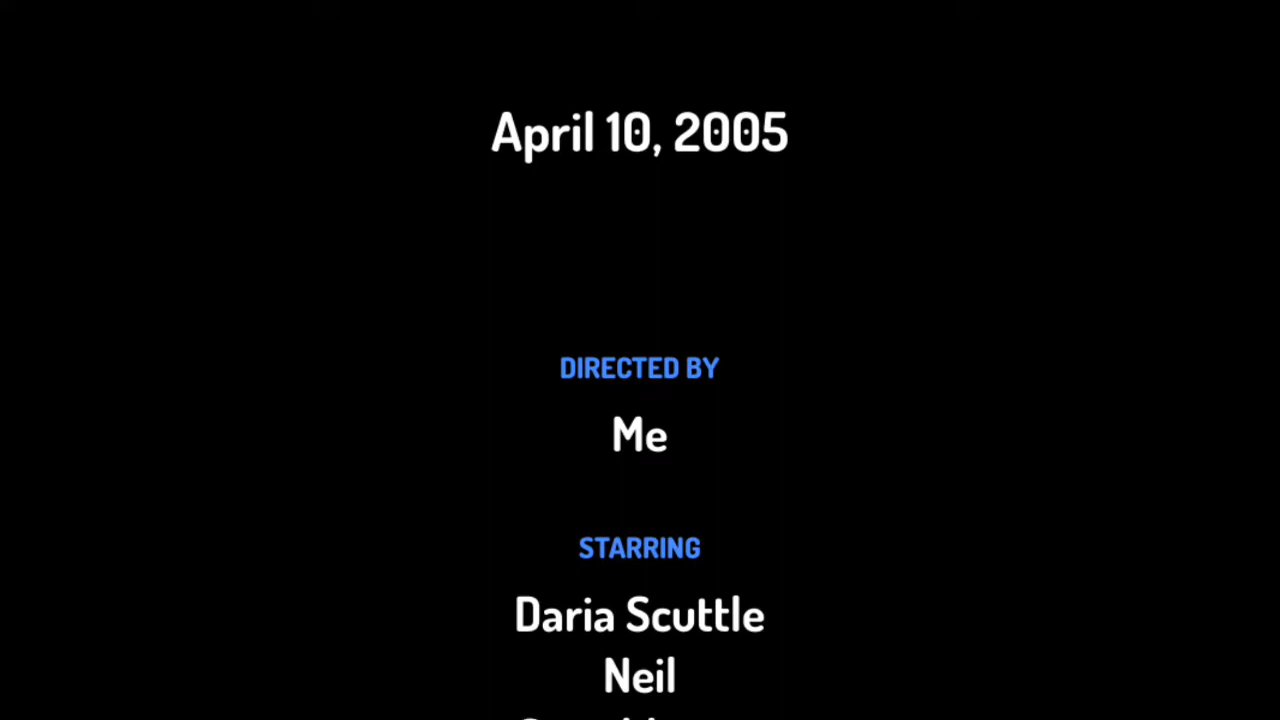 April 10, 2005
DIRECTED BY
Me
STARRING
Daria Scuttle
Neil